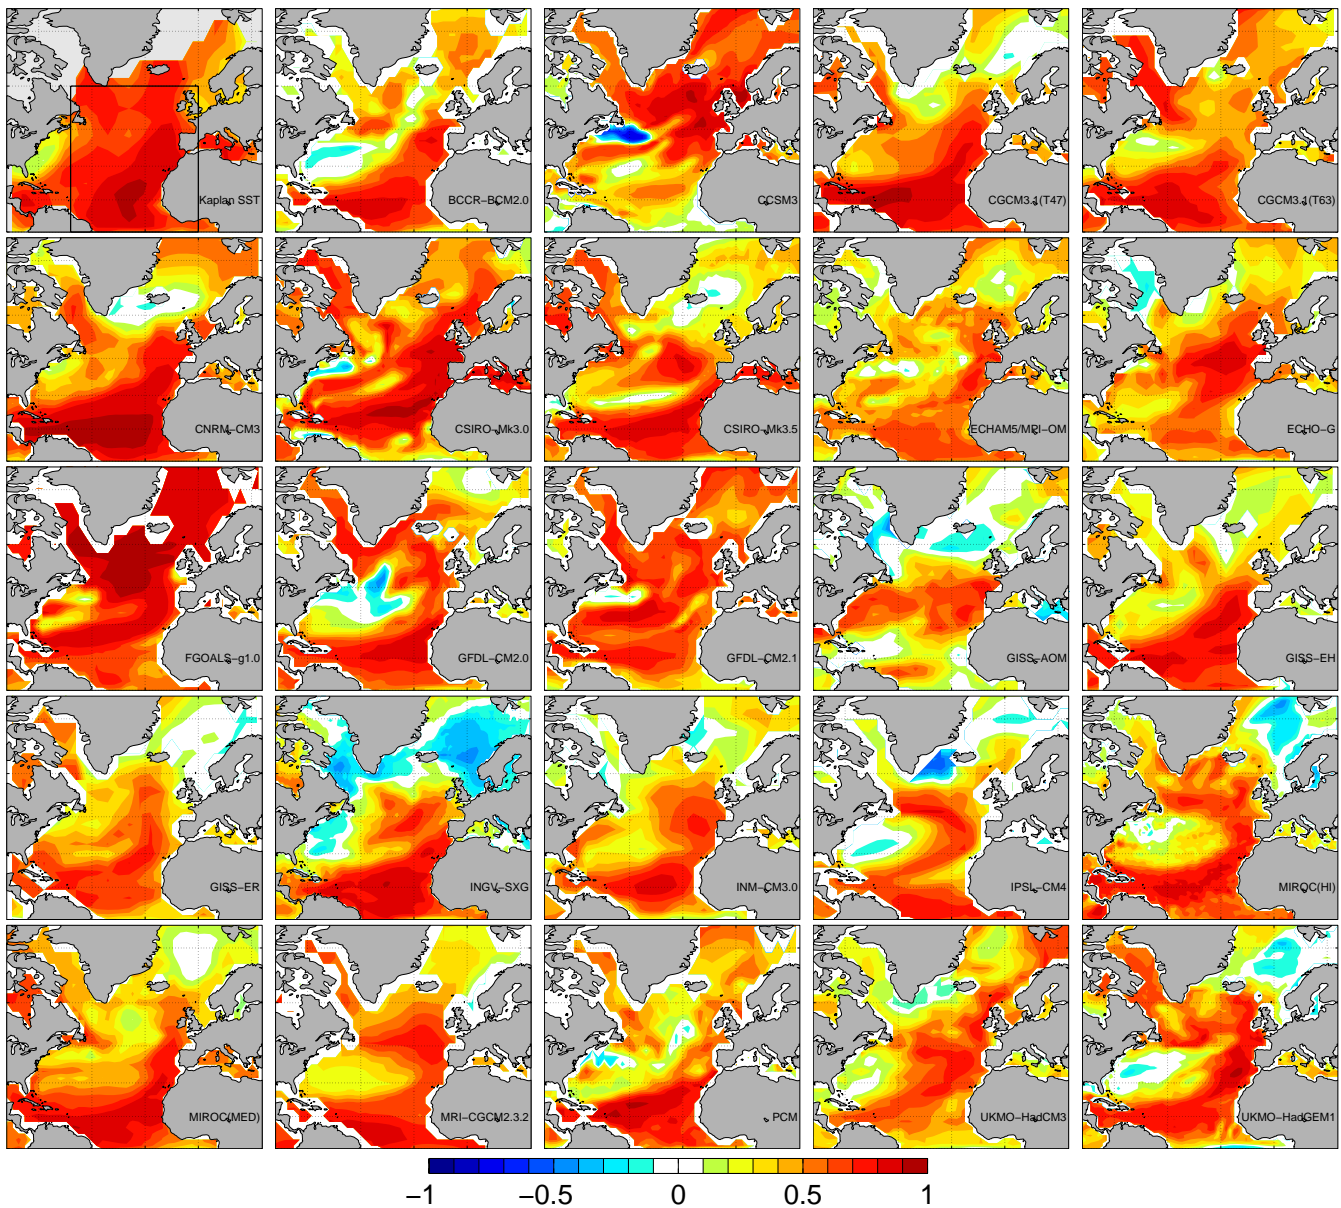 Kaplan SST
BCCR-BCM2.0
CCSM3
CGCM3.1(T47)
CGCM3.1(T63)
CNRM-CM3
CSIRO-Mk3.0
CSIRO-Mk3.5
ECHAM5/MPI-OM
ECHO-G
FGOALS-g1.0
GFDL-CM2.0
GFDL-CM2.1
GISS-AOM
GISS-EH
GISS-ER
INGV-SXG
INM-CM3.0
IPSL-CM4
MIROC(HI)
MIROC(MED)
MRI-CGCM2.3.2
PCM
UKMO-HadCM3
UKMO-HadGEM1
−1 −0.5 0 0.5 1